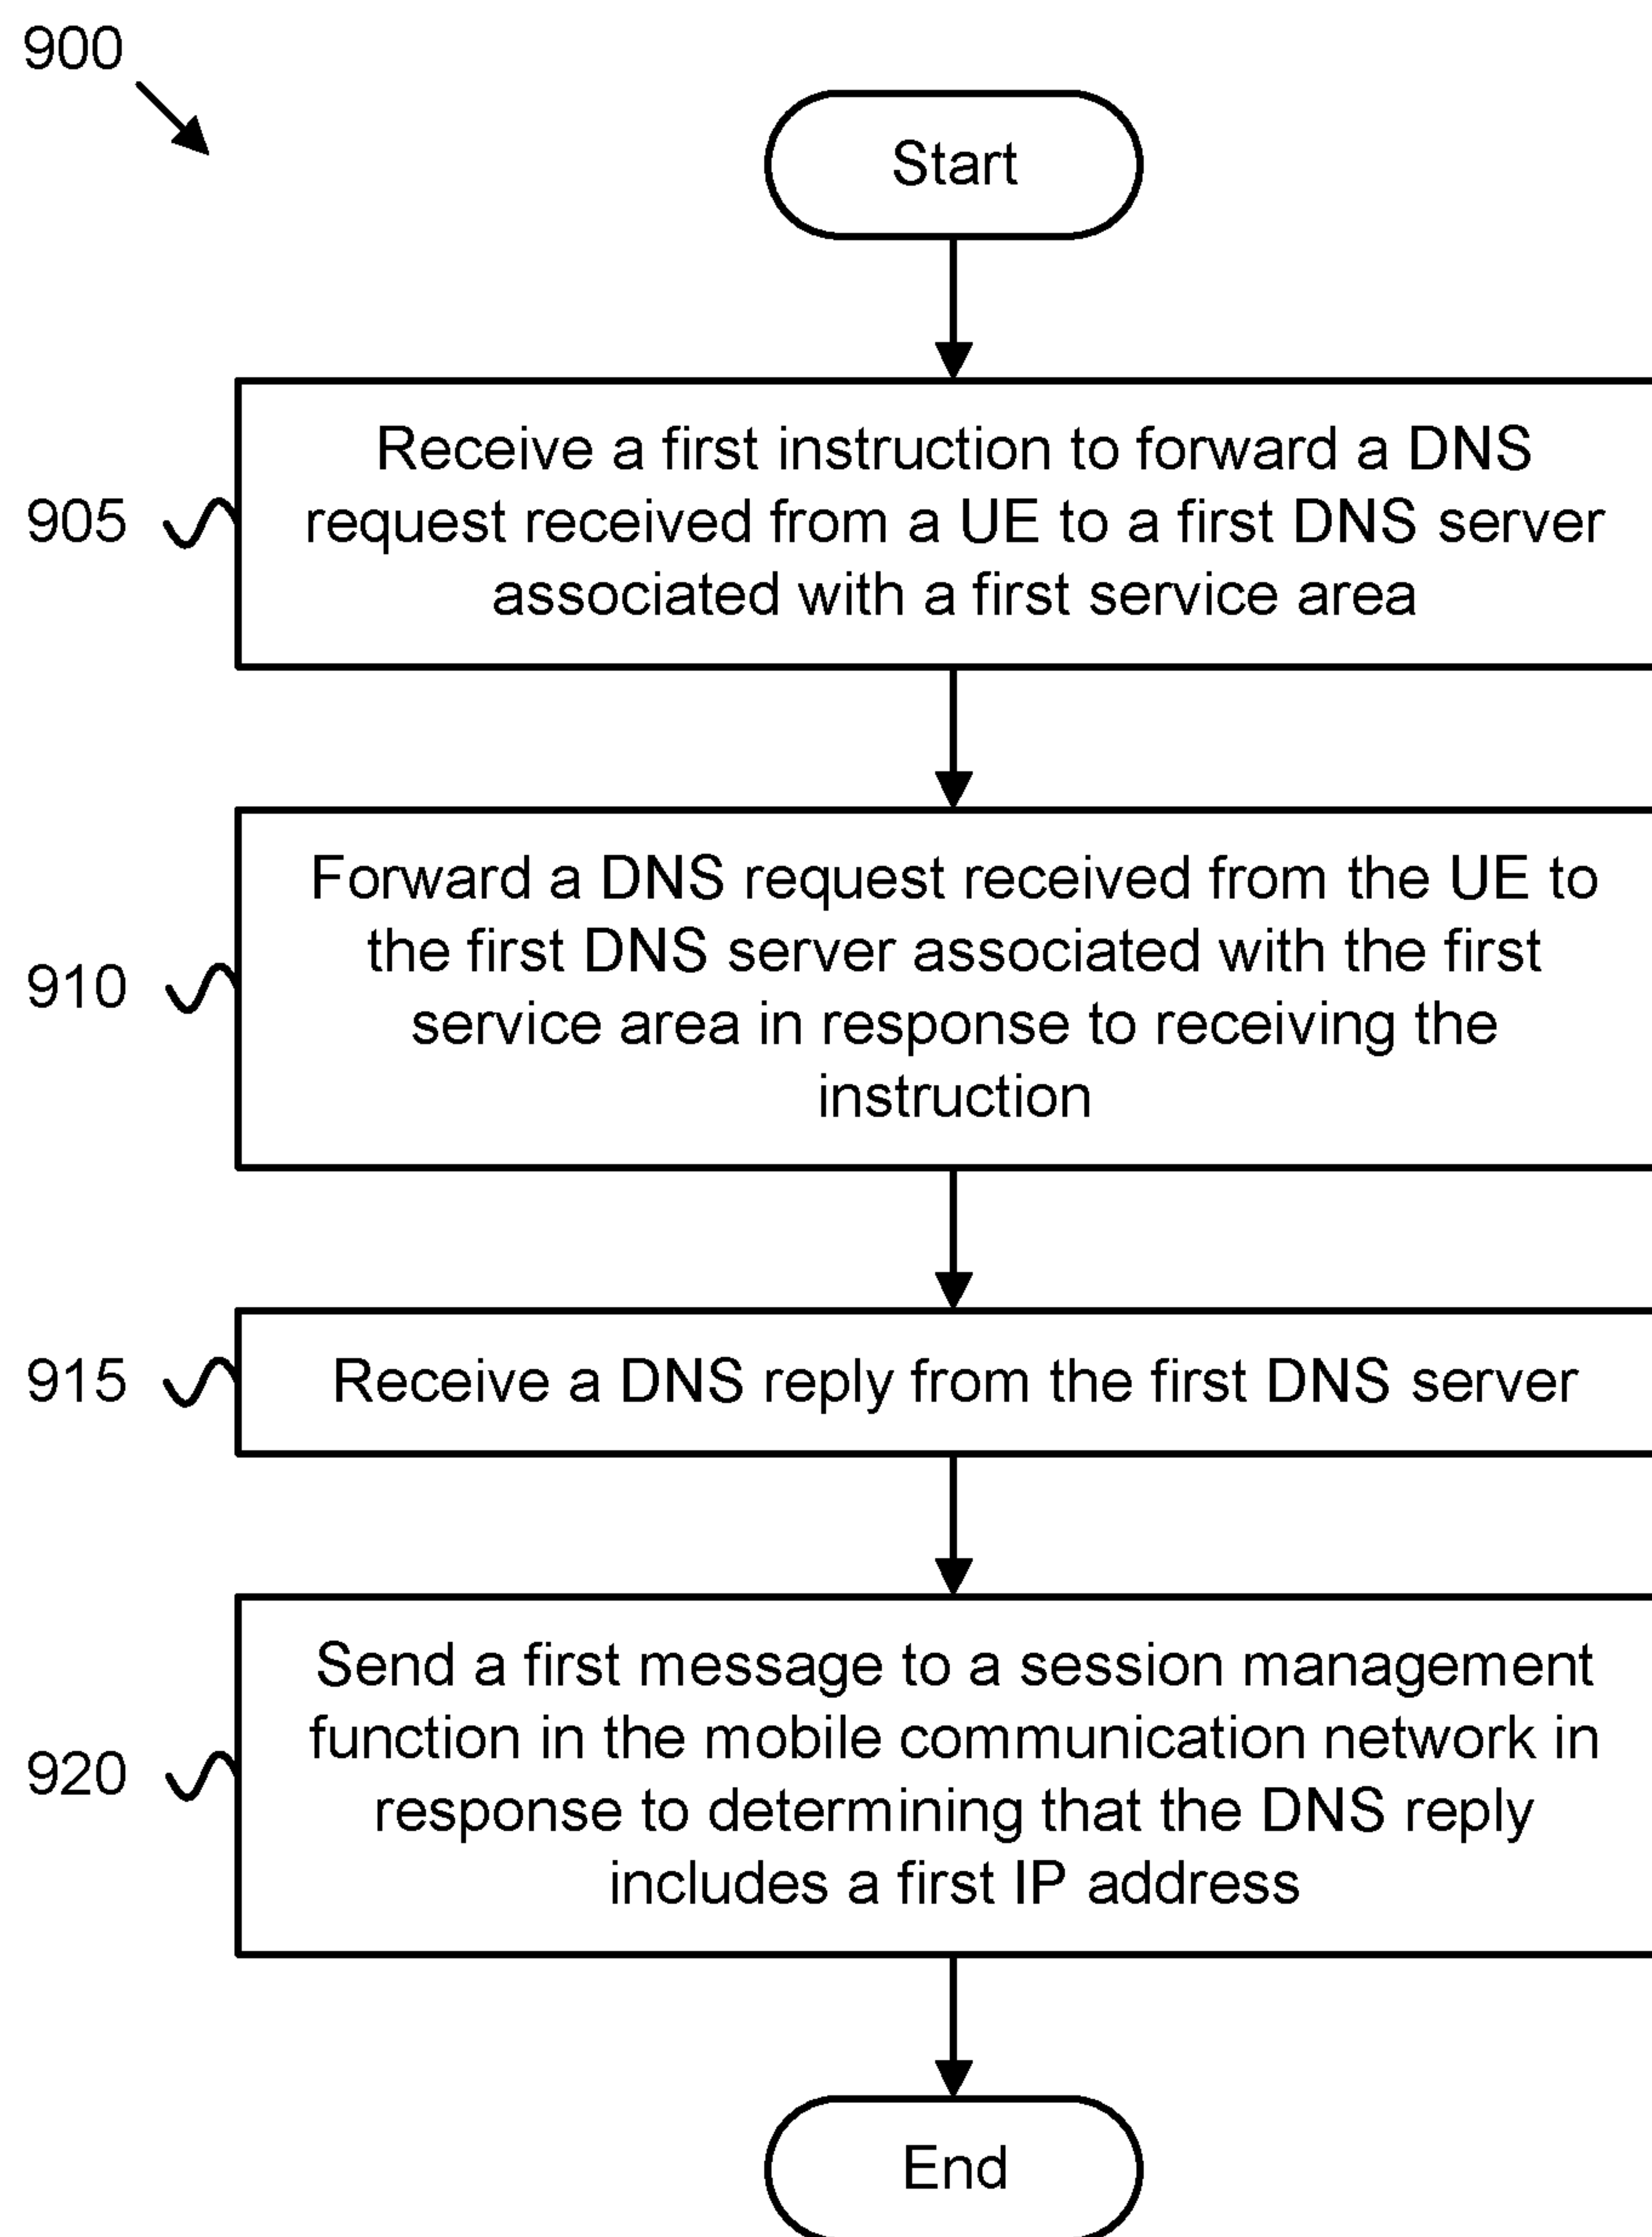 900
Start
905
Receive a first instruction to forward a DNS
request received from a UE to a first DNS server
associated with a first service area
910
Forward a DNS request received from the UE to
the first DNS server associated with the first
service area in response to receiving the
instruction
915
Receive a DNS reply from the first DNS server
920
Send a first message to a session management
function in the mobile communication network in
response to determining that the DNS reply
includes a first IP address
End